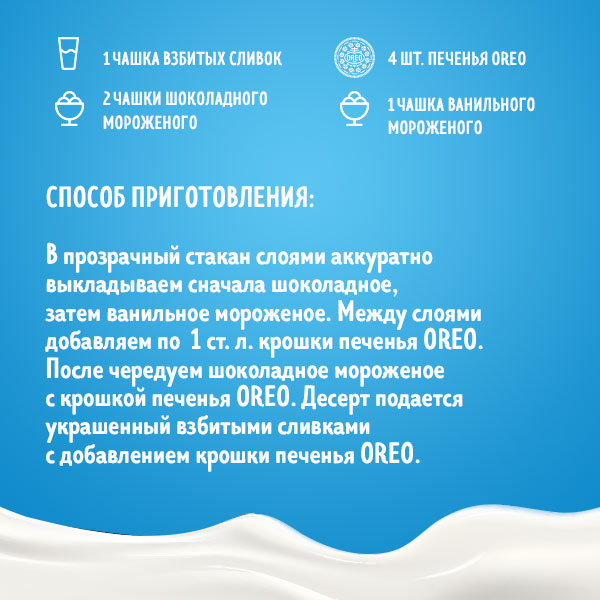 1 ЧАШКА ВЗБИТЫХ СЛИВОК
OREO
4 ШТ. ПЕЧЕНЬЯ OREO
2 ЧАШКИ ШОКОЛАДНОГО
МОРОЖЕНОГО
1 ЧАШКА ВАНИЛЬНОГО
МОРОЖЕНОГО
СПОСОБ ПРИГОТОВЛЕНИЯ:
В прозрачный стакан слоями аккуратно
выкладываем сначала шоколадное,
затем ванильное мороженое. Между слоями
добавляем по 1 ст. л. крошки печенья OREO.
После чередуем шоколадное мороженое
с крошкой печенья OREO. Десерт подается
украшенный взбитыми сливками
с добавлением крошки печенья OREO.